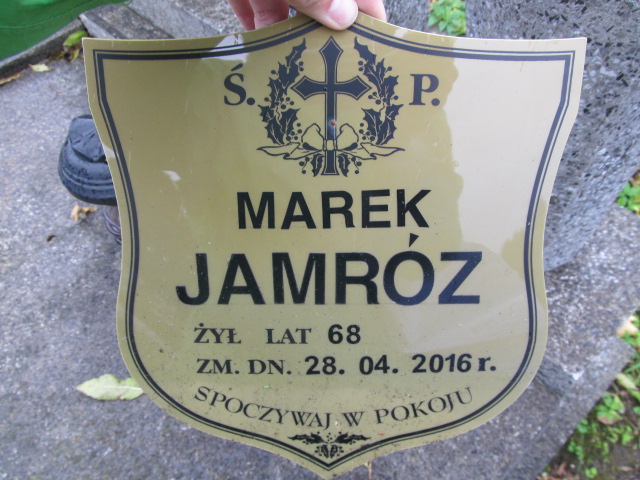 Ś. P.
MAREK
JAMRÓZ
ŻYŁ LAT 68
ZM. DN. 28. 04. 2016 r.
SPOCZYWAJ W POKOJU